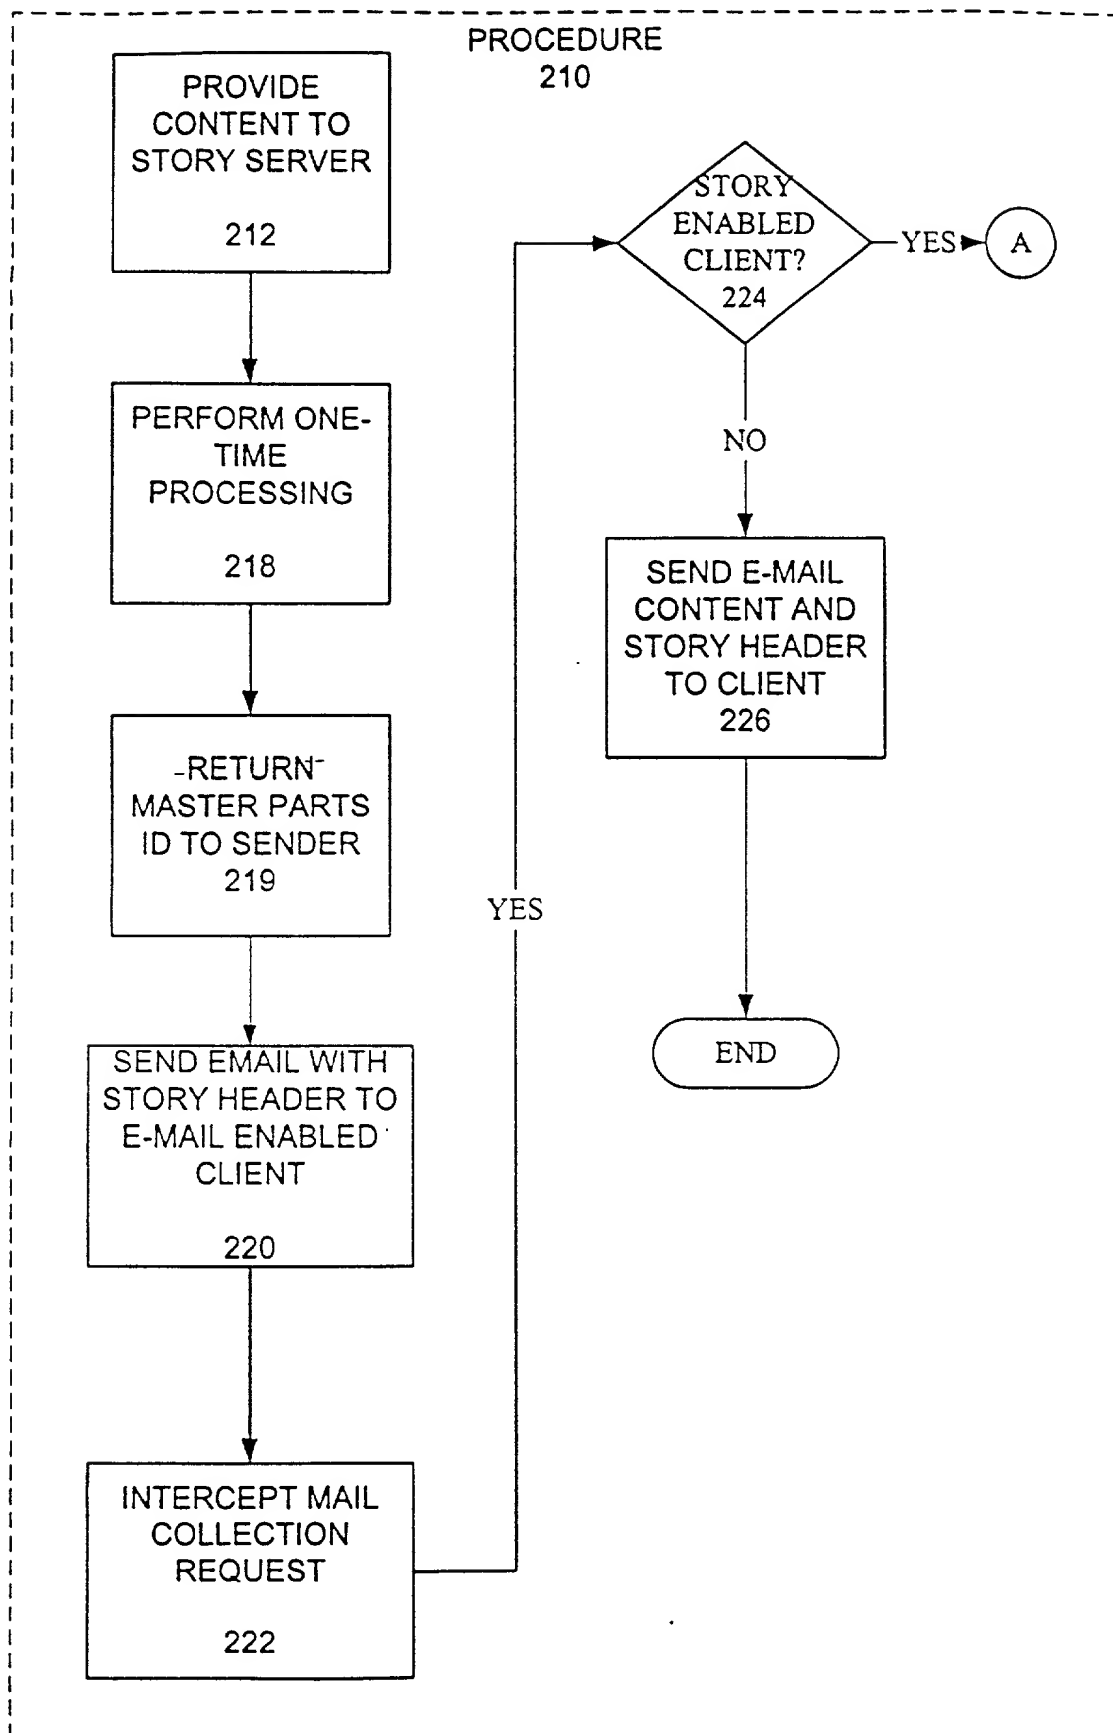 PROCEDURE
210
PROVIDE
CONTENT TO
STORY SERVER
212
PERFORM ONE-
TIME
PROCESSING
218
RETURN
MASTER PARTS
ID TO SENDER
219
SEND EMAIL WITH
STORY HEADER TO
E-MAIL ENABLED
CLIENT
220
INTERCEPT MAIL
COLLECTION
REQUEST
222
YES
STORY
ENABLED
CLIENT?
224
YES
A
NO
SEND E-MAIL
CONTENT AND
STORY HEADER
TO CLIENT
226
END